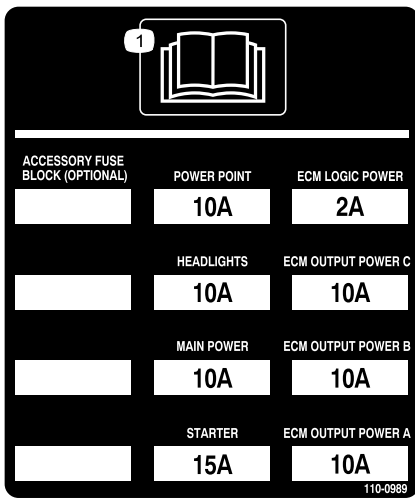 1
ACCESSORY FUSE
BLOCK (OPTIONAL)
POWER POINT
ECM LOGIC POWER
10A
2A
HEADLIGHTS
ECM OUTPUT POWER C
10A
10A
MAIN POWER
ECM OUTPUT POWER B
10A
10A
STARTER
ECM OUTPUT POWER A
15A
10A
110-0989